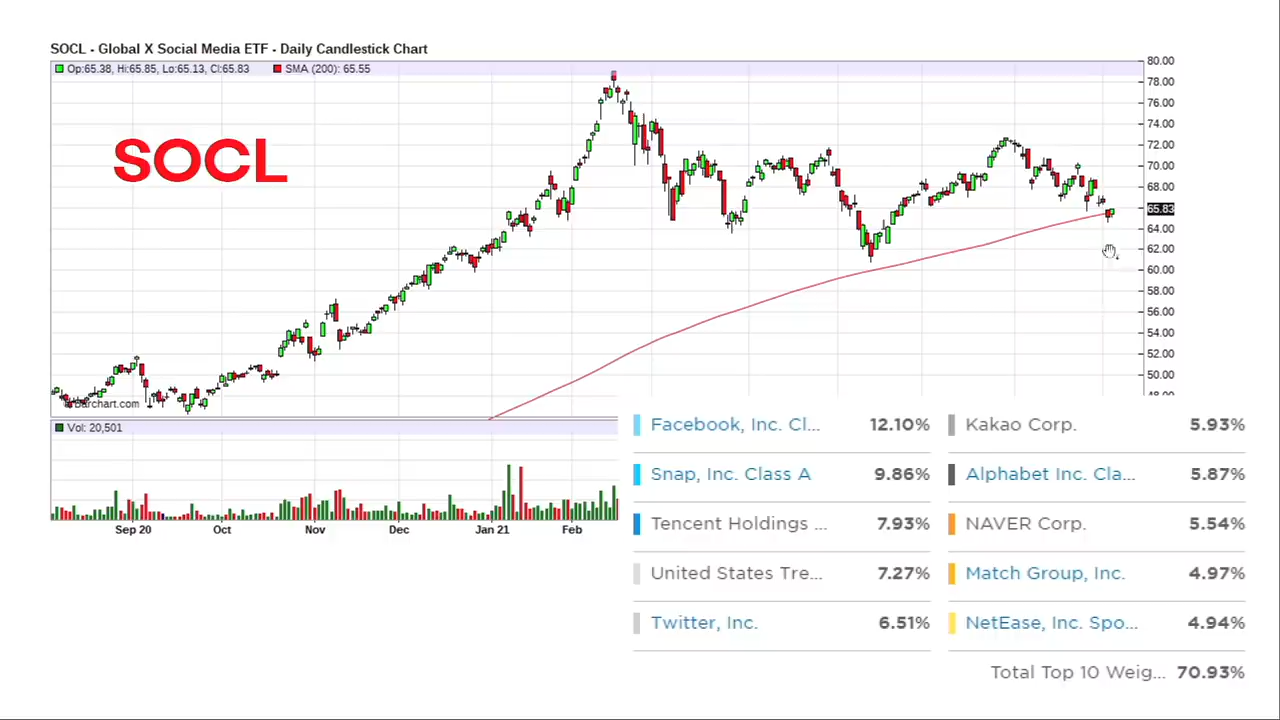 SOCL - Global X Social Media ETF - Daily Candlestick Chart
Op:65.38, Hi:65.85, Lo:65.13, Cl:65.83 SMA (200): 65.55
SOCL
80.00
78.00
76.00
74.00
72.00
70.00
68.00
65.83
64.00
62.00
60.00
58.00
56.00
54.00
52.00
50.00
48.00
barchart.com
Vol: 20,501
Sep 20 Oct Nov Dec Jan 21 Feb
Facebook, Inc. Cl... 12.10% Kakao Corp. 5.93%
Snap, Inc. Class A 9.86% Alphabet Inc. Cla... 5.87%
Tencent Holdings ... 7.93% NAVER Corp. 5.54%
United States Tre... 7.27% Match Group, Inc. 4.97%
Twitter, Inc. 6.51% NetEase, Inc. Spo... 4.94%
Total Top 10 Weig... 70.93%